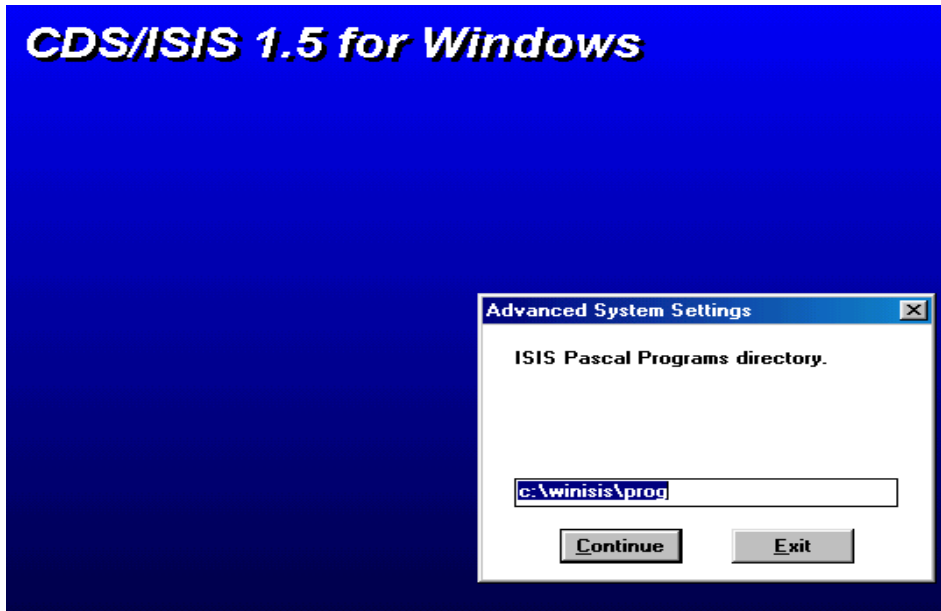 CDS/ISIS 1.5 for Windows
Advanced System Settings
ISIS Pascal Programs directory.
c:\winisis\prog
Continue Exit